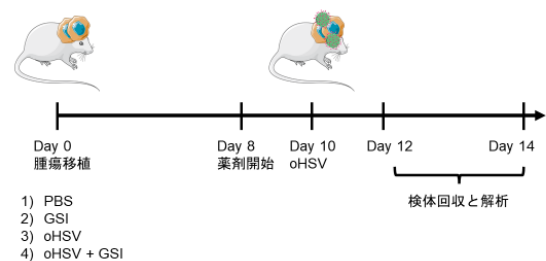 Day 0
腫瘍移植
Day 8
薬剤開始
Day 10
oHSV
Day 12
Day 14
検体回収と解析
1) PBS
2) GSI
3) oHSV
4) oHSV + GSI